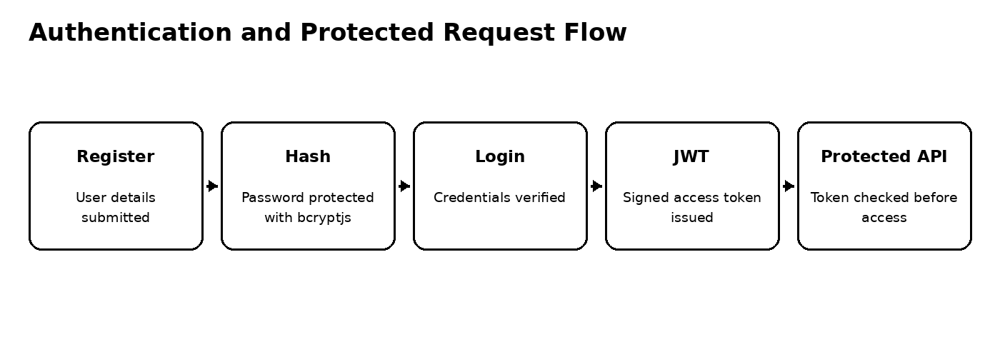 Authentication and Protected Request Flow
Register
User details
submitted
Hash
Password protected
with bcryptjs
Login
Credentials verified
JWT
Signed access token
issued
Protected API
Token checked before
access